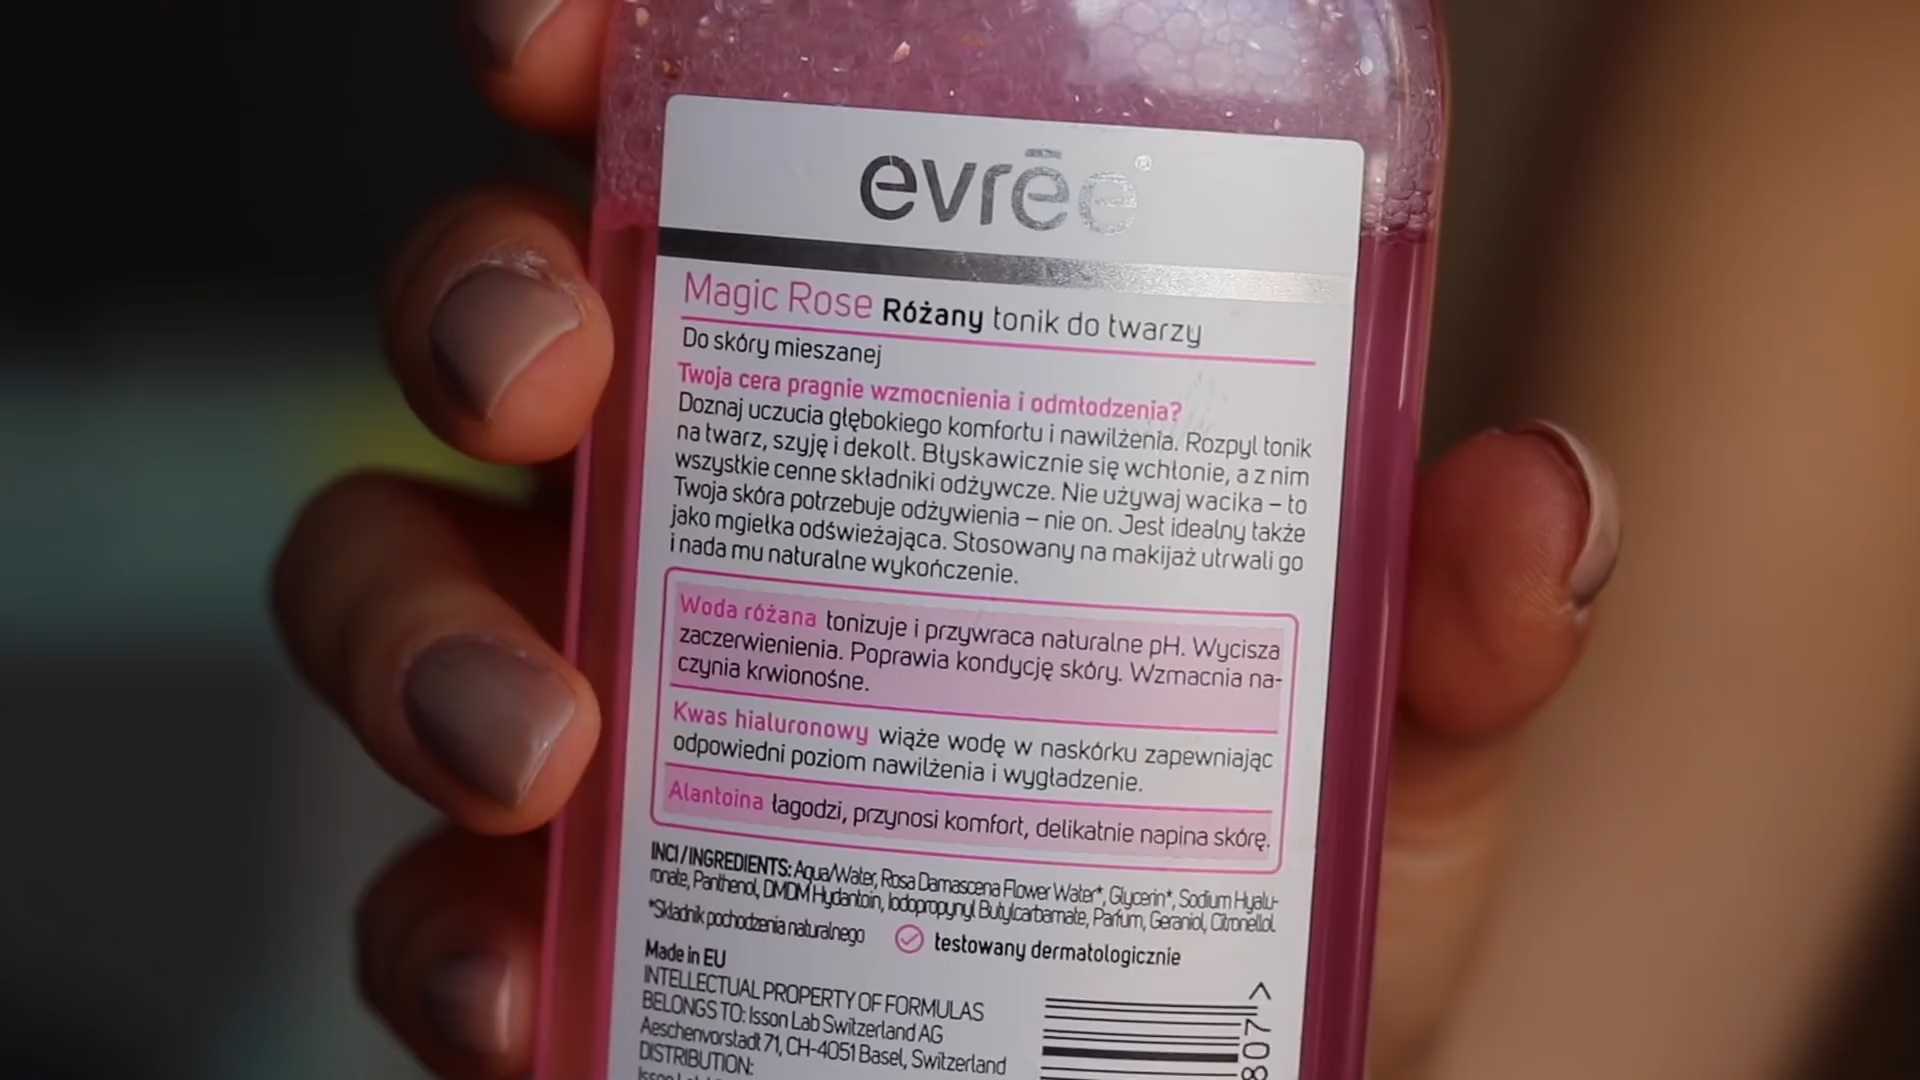 evrēe®
Magic Rose Różany tonik do twarzy
Do skóry mieszanej
Twoja cera pragnie wzmocnienia i odmłodzenia?
Doznaj uczucia głębokiego komfortu i nawilżenia. Rozpyl tonik
na twarz, szyję i dekolt. Błyskawicznie się wchłonie, a z nim
wszystkie cenne składniki odżywcze. Nie używaj wacika – to
Twoja skóra potrzebuje odżywienia – nie on. Jest idealny także
jako mgiełka odświeżająca. Stosowany na makijaż utrwali go
i nada mu naturalne wykończenie.
Woda różana tonizuje i przywraca naturalne pH. Wycisza
zaczerwienienia. Poprawia kondycję skóry. Wzmacnia na-
czynia krwionośne.
Kwas hialuronowy wiąże wodę w naskórku zapewniając
odpowiedni poziom nawilżenia i wygładzenie.
Alantoina łagodzi, przynosi komfort, delikatnie napina skórę.
INCI/INGREDIENTS: Aqua/Water, Rosa Damascena Flower Water*, Glycerin*, Sodium Hyalu-
ronate, Panthenol, DMDM Hydantoin, Iodopropynyl Butylcarbamate, Parfum, Geraniol, Citronellol.
*Składnik pochodzenia naturalnego
testowany dermatologicznie
Made in EU
INTELLECTUAL PROPERTY OF FORMULAS
BELONGS TO: Isson Lab Switzerland AG
Aeschenvorstadt 71, CH-4051 Basel, Switzerland
DISTRIBUTION:
807>